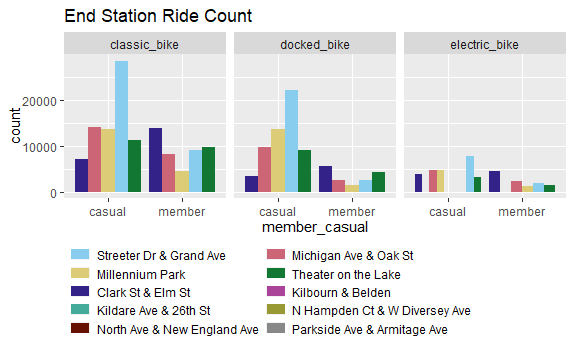 End Station Ride Count
classic_bike docked_bike electric_bike
count
20000
10000
0
casual member casual member casual member
member_casual
Streeter Dr & Grand Ave Michigan Ave & Oak St
Millennium Park Theater on the Lake
Clark St & Elm St Kilbourn & Belden
Kildare Ave & 26th St N Hampden Ct & W Diversey Ave
North Ave & New England Ave Parkside Ave & Armitage Ave